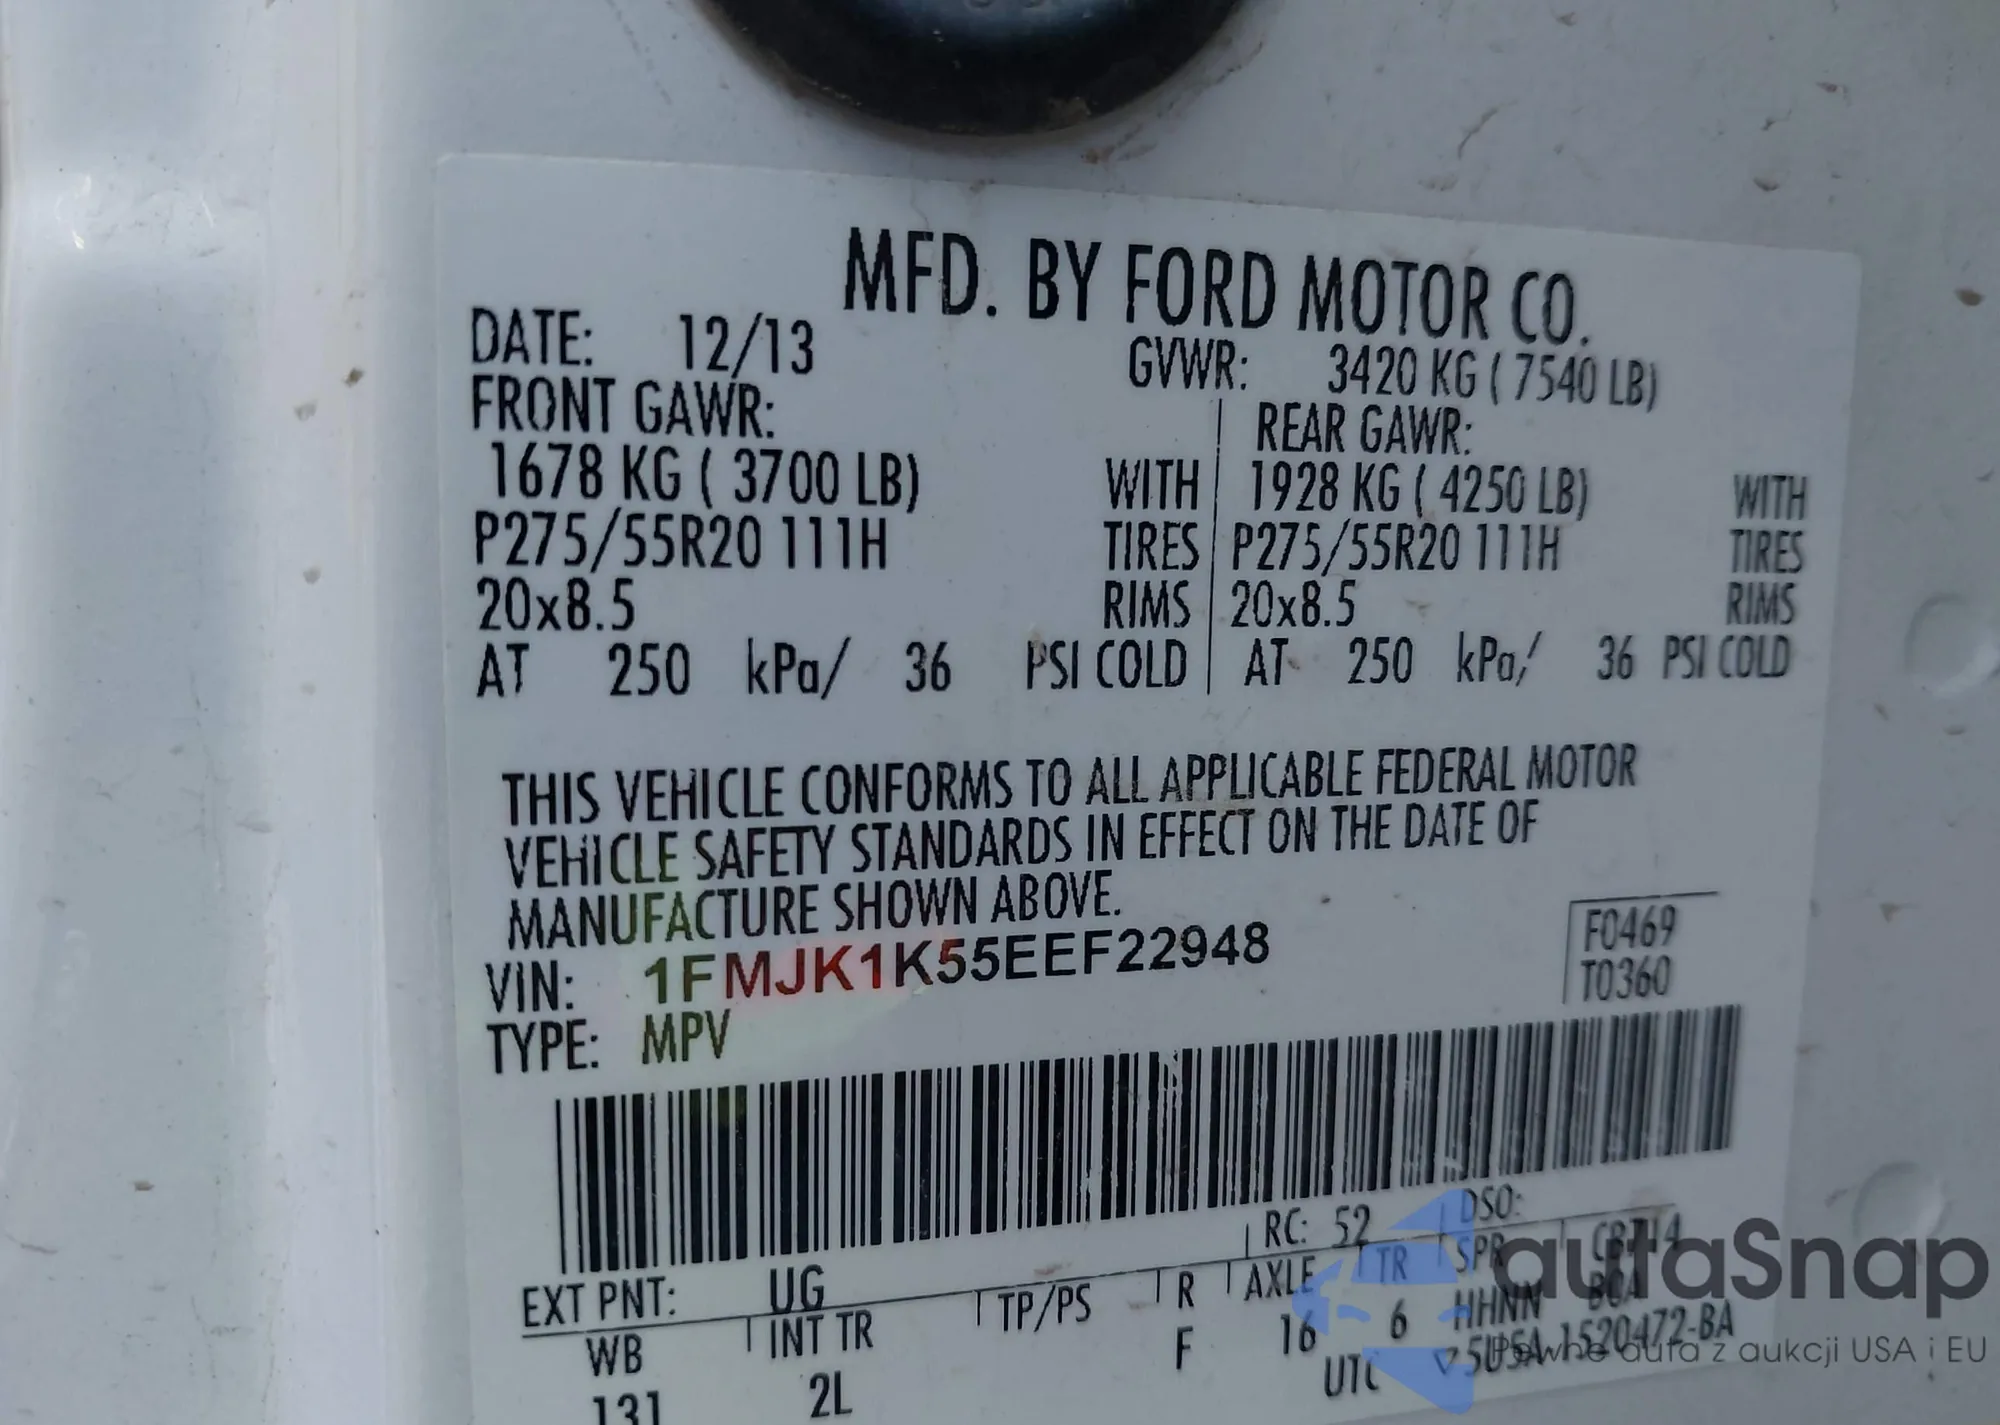 MFD. BY FORD MOTOR CO.
DATE: 12/13 GVWR: 3420 KG ( 7540 LB)
FRONT GAWR: REAR GAWR:
1678 KG ( 3700 LB) WITH 1928 KG ( 4250 LB) WITH
P275/55R20 111H TIRES P275/55R20 111H TIRES
20x8.5 RIMS 20x8.5 RIMS
AT 250 kPa/ 36 PSI COLD AT 250 kPa/ 36 PSI COLD
THIS VEHICLE CONFORMS TO ALL APPLICABLE FEDERAL MOTOR
VEHICLE SAFETY STANDARDS IN EFFECT ON THE DATE OF
MANUFACTURE SHOWN ABOVE.
VIN: 1FMJK1K55EEF22948 F0469
TYPE: MPV T0360
EXT PNT: UG RC: 52 DSO:
WB INT TR TP/PS R AXLE TR SPR
131 2L F 16 6 HHNN
UTC ▽5U5A-1520472-BA
autaSnap
Pewne auta z aukcji USA i EU